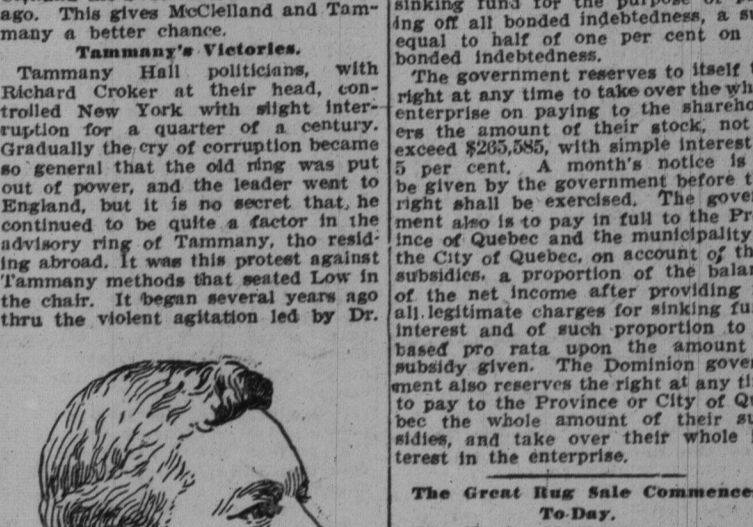 ago. This gives McClelland and Tam-
many a better chance.
Tammany's Victories.
Tammany Hall politicians, with
Richard Croker at their head, con-
trolled New York with slight inter-
ruption for a quarter of a century.
Gradually the cry of corruption became
so general that the old ring was put
out of power, and the leader went to
England, but it is no secret that he
continued to be quite a factor in the
advisory ring of Tammany, tho resid-
ing abroad. It was this protest against
Tammany methods that seated Low in
the chair. It began several years ago
thru the violent agitation led by Dr.
sinking fund for the purpose of
ing off all bonded indebtedness, a
equal to half of one per cent on
bonded indebtedness.
The government reserves to itself
right at any time to take over the wh
enterprise on paying to the shareho
ers the amount of their stock, not
exceed $265,585, with simple interest
5 per cent. A month's notice is
be given by the government before t
right shall be exercised. The gove
ment also is to pay in full to the Pr
ince of Quebec and the municipality
the City of Quebec, on account of th
subsidies, a proportion of the bala
of the net income after providing
all legitimate charges for sinking fu
interest and of such proportion to
based pro rata upon the amount
subsidy given. The Dominion gove
ment also reserves the right at any ti
to pay to the Province or City of Qu
bec the whole amount of their su
sidies, and take over their whole
terest in the enterprise.
The Great Rug Sale Commence
To-Day.